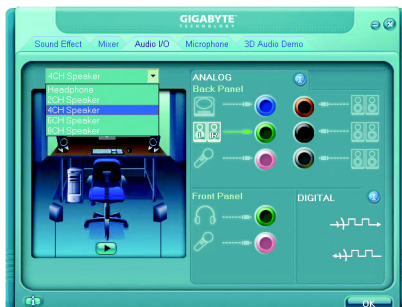 GIGABYTE
TECHNOLOGY
Sound Effect Mixer Audio I/O Microphone 3D Audio Demo
4CH Speaker
Headphone
2CH Speaker
4CH Speaker
6CH Speaker
8CH Speaker
ANALOG
Back Panel
Front Panel
DIGITAL
OK